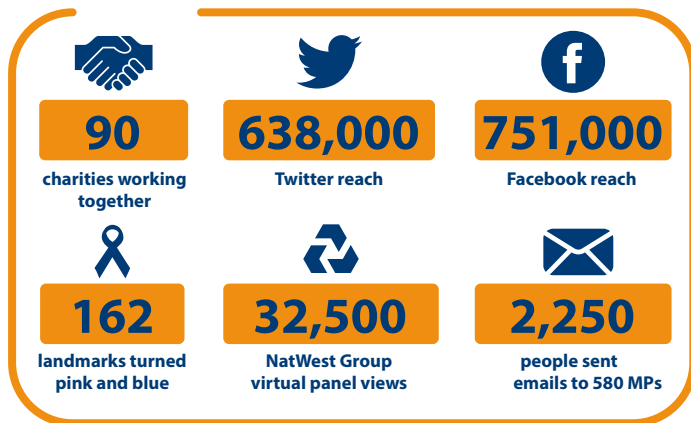 90
charities working
together
638,000
Twitter reach
751,000
Facebook reach
162
landmarks turned
pink and blue
32,500
NatWest Group
virtual panel views
2,250
people sent
emails to 580 MPs